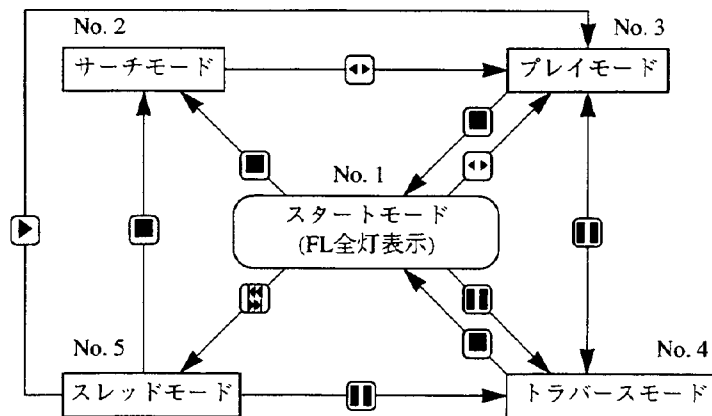 No. 2
No. 3
サーチモード
プレイモード
No. 1
スタートモード
(FL全灯表示)
No. 5
No. 4
スレッドモード
トラバースモード